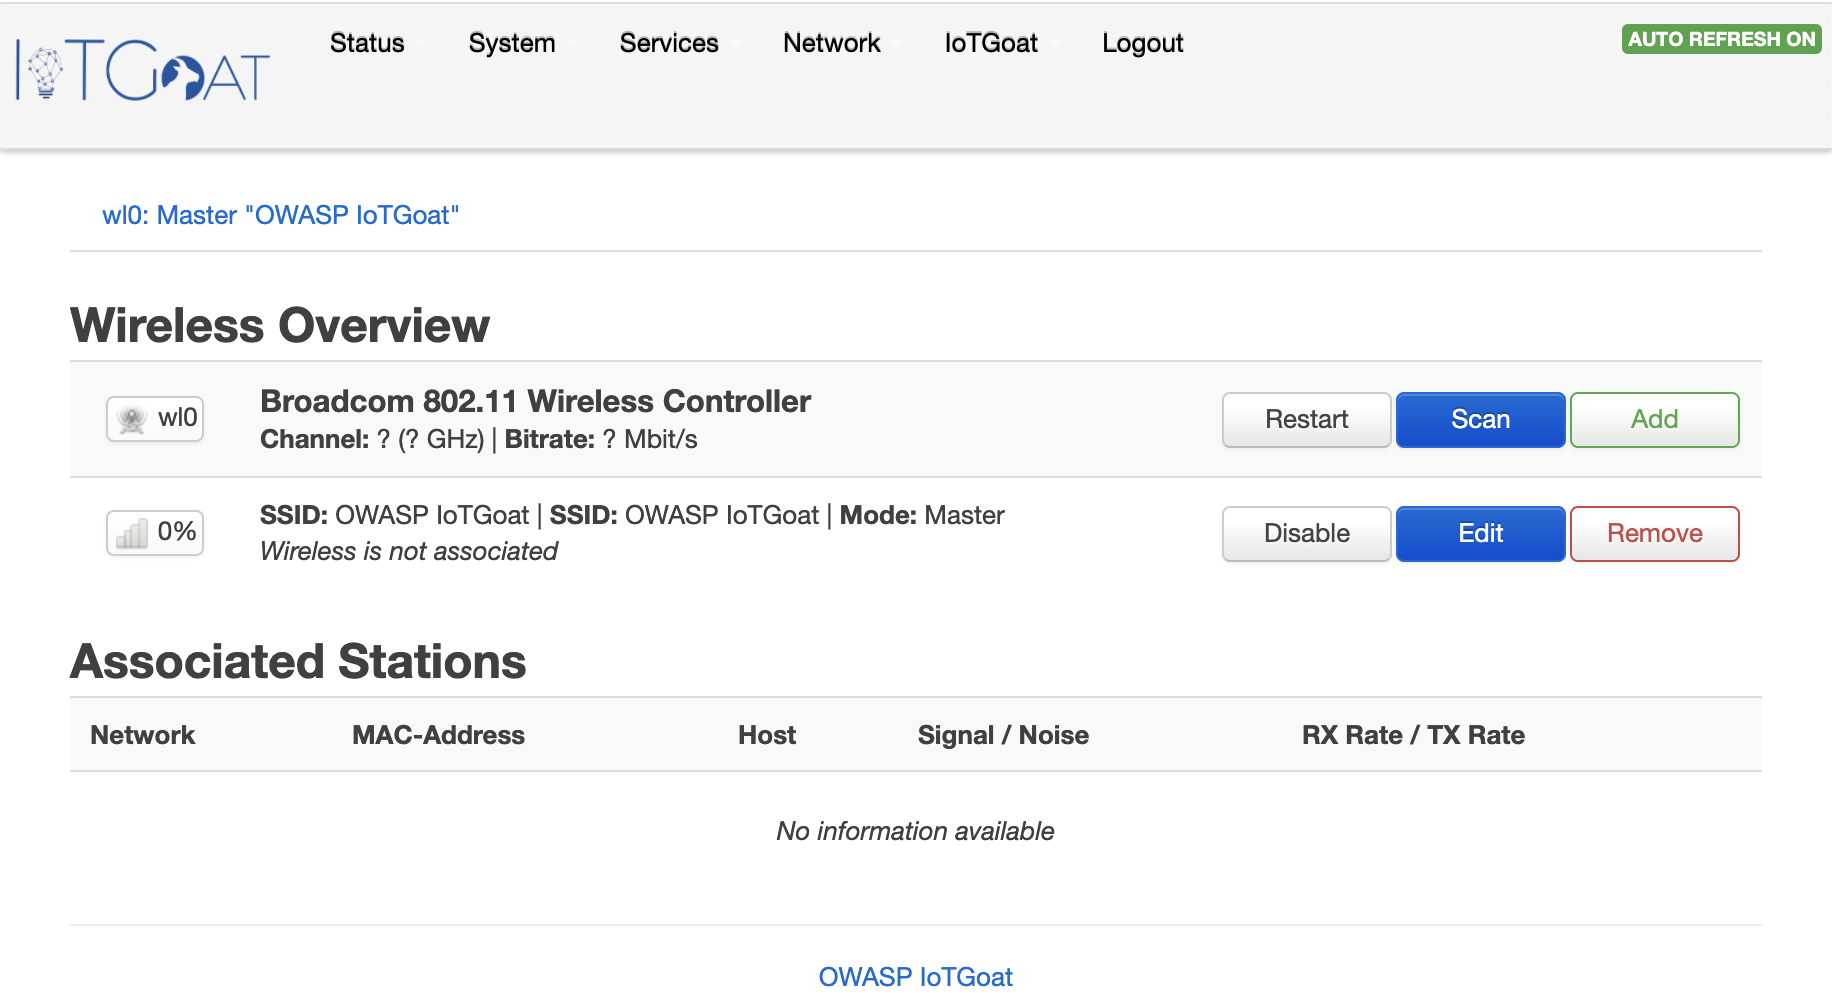 IoTGoat
Status System Services Network IoTGoat Logout AUTO REFRESH ON
wl0: Master "OWASP IoTGoat"
Wireless Overview
wl0 Broadcom 802.11 Wireless Controller Restart Scan Add
Channel: ? (? GHz) | Bitrate: ? Mbit/s
0% SSID: OWASP IoTGoat | SSID: OWASP IoTGoat | Mode: Master Disable Edit Remove
Wireless is not associated
Associated Stations
Network MAC-Address Host Signal / Noise RX Rate / TX Rate
No information available
OWASP IoTGoat